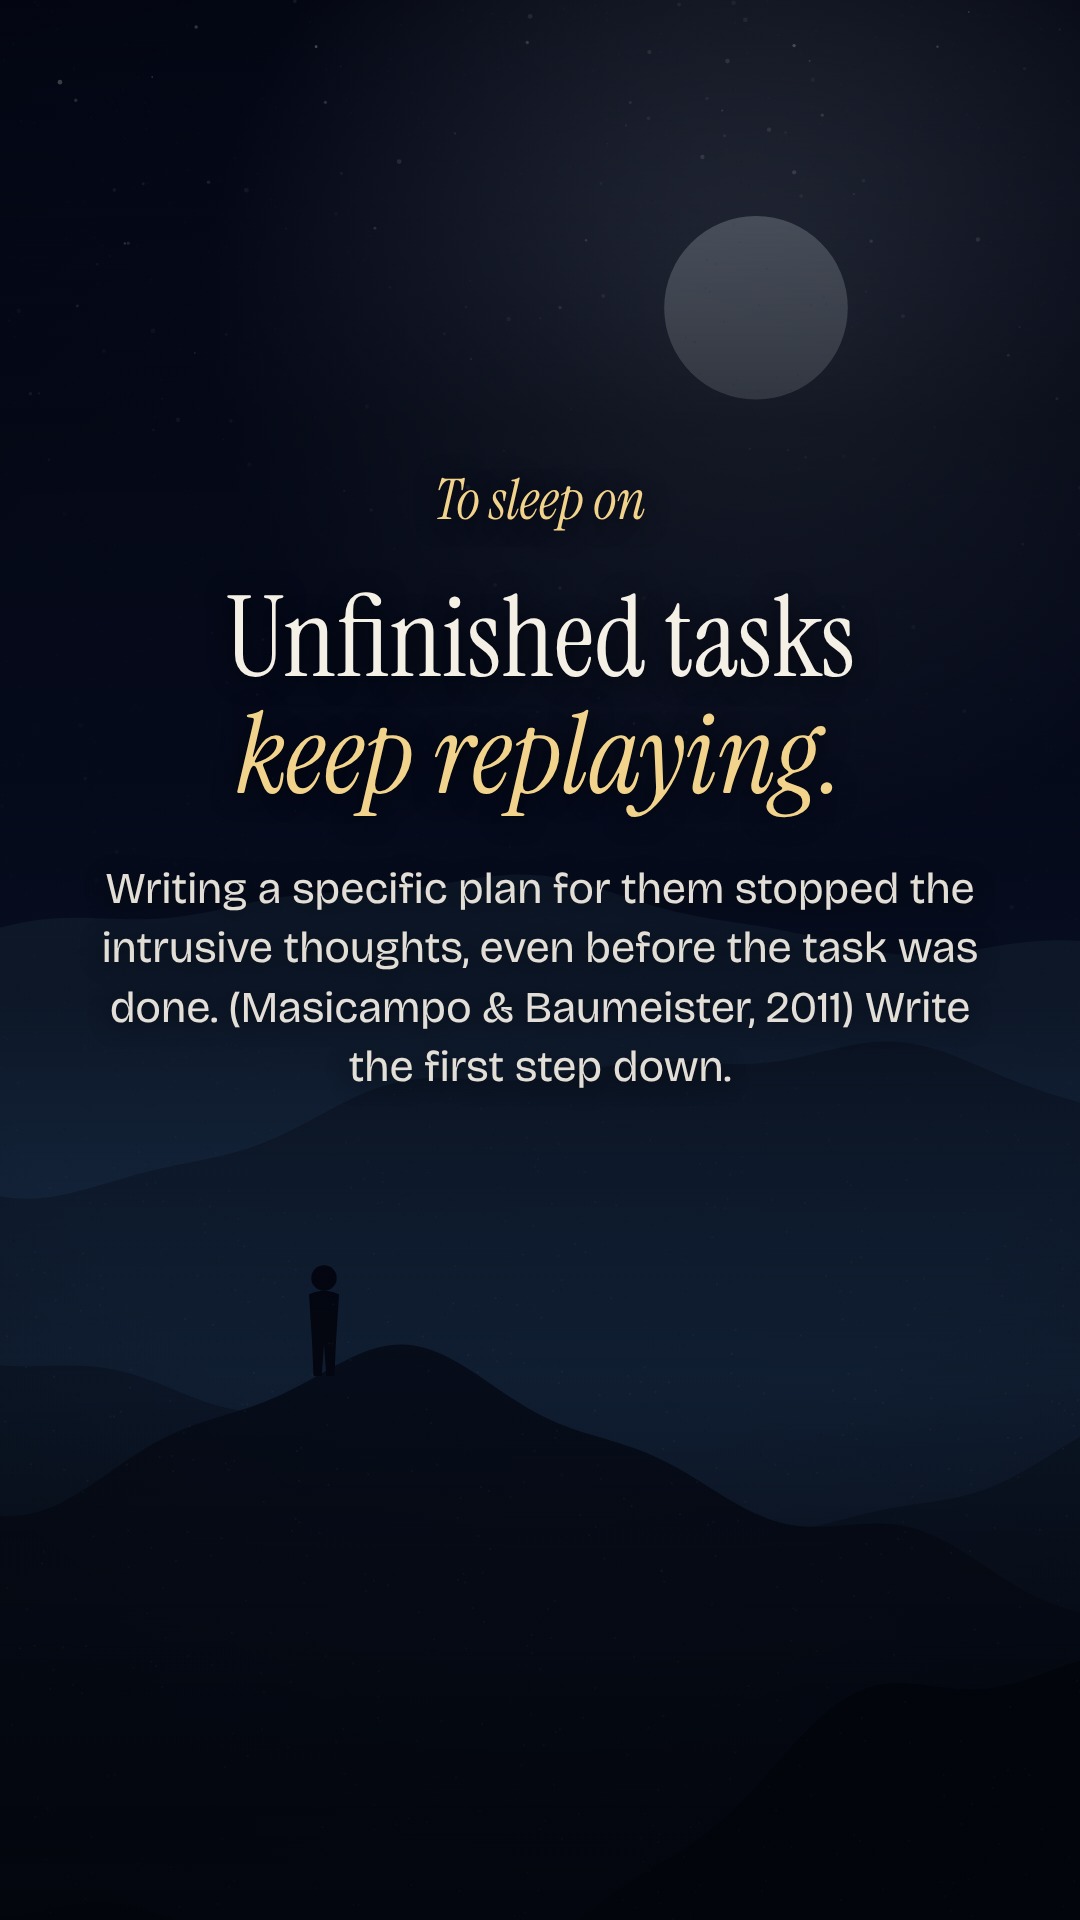 To sleep on
Unfinished tasks
keep replaying.
Writing a specific plan for them stopped the
intrusive thoughts, even before the task was
done. (Masicampo & Baumeister, 2011) Write
the first step down.